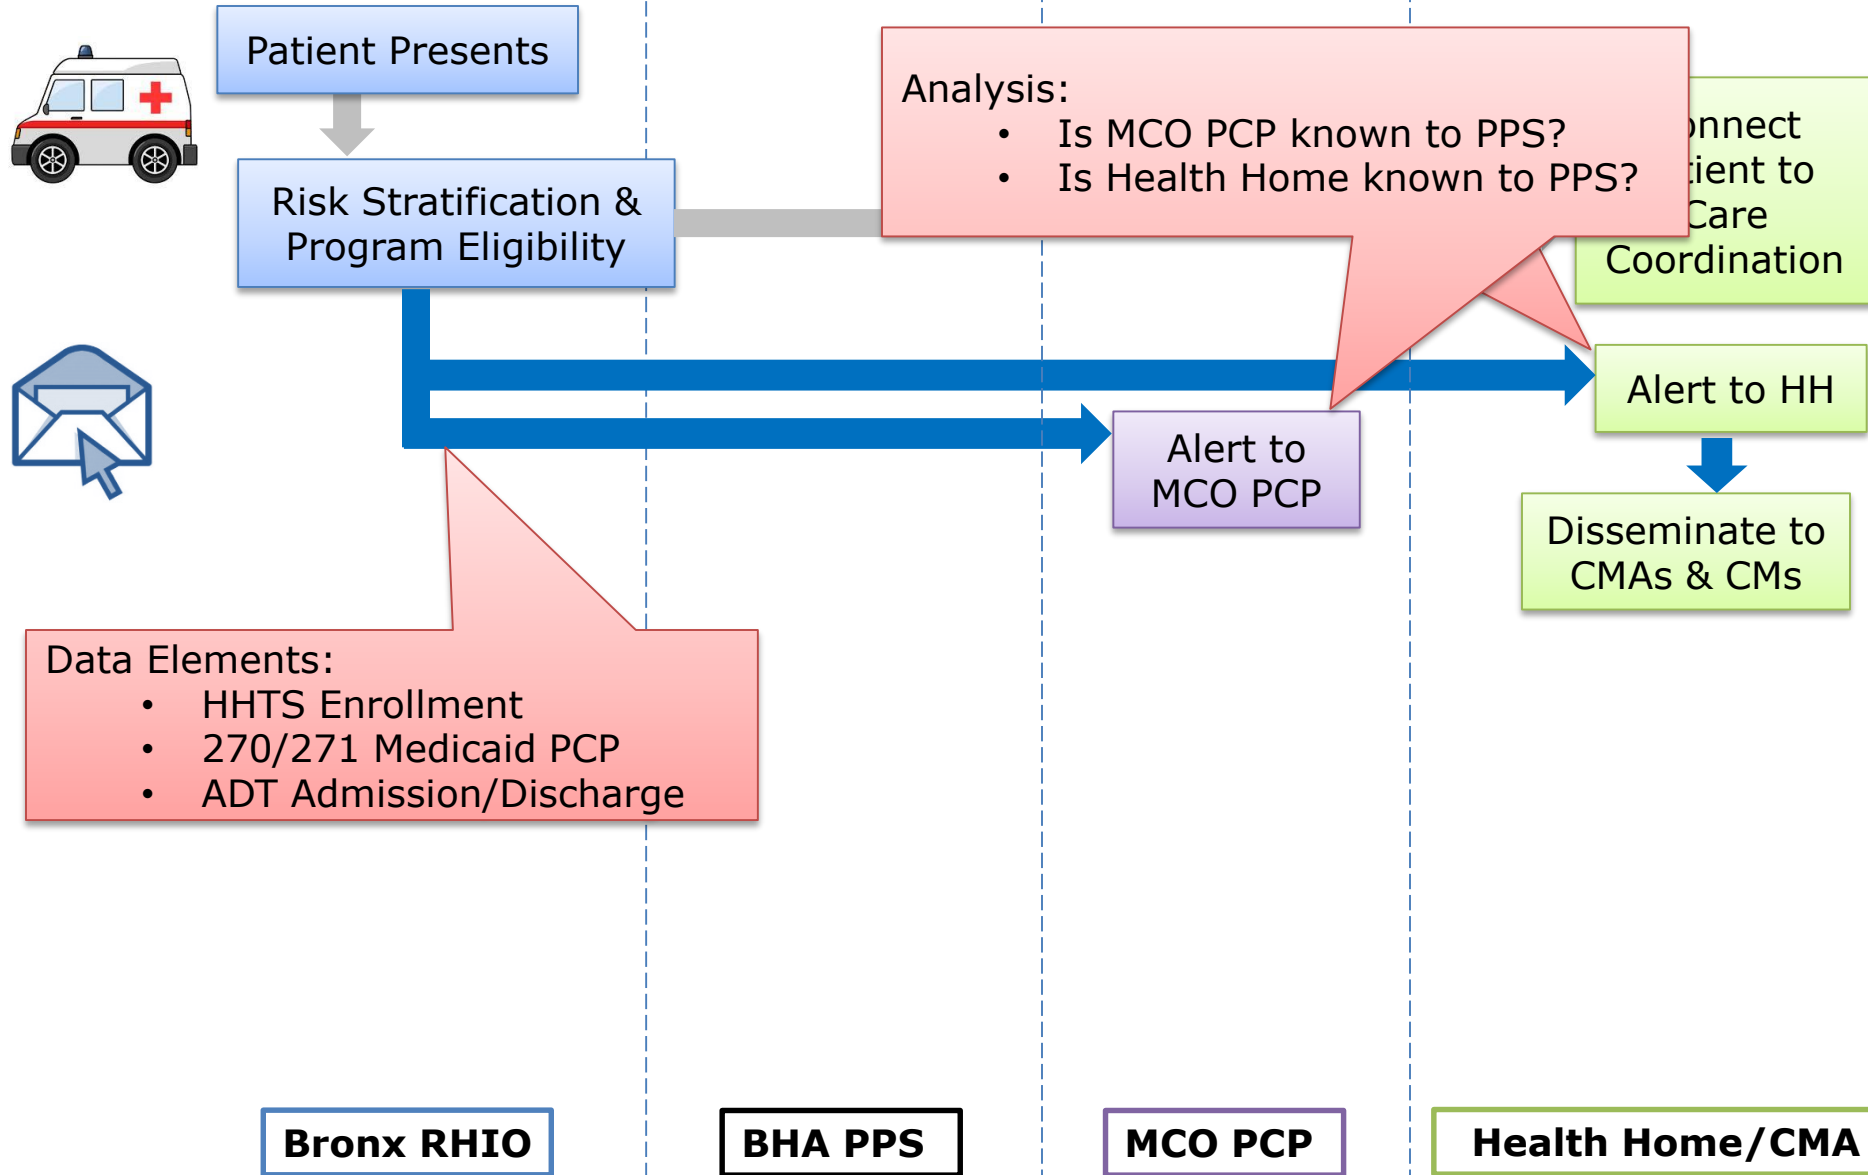 Patient Presents
Analysis:
• Is MCO PCP known to PPS?
• Is Health Home known to PPS?
to
Care
Coordination
Risk Stratification &
Program Eligibility
Alert to HH
Alert to
MCO PCP
Disseminate to
CMAs & CMs
Data Elements:
• HHTS Enrollment
• 270/271 Medicaid PCP
• ADT Admission/Discharge
Bronx RHIO
BHA PPS
MCO PCP
Health Home/CMA